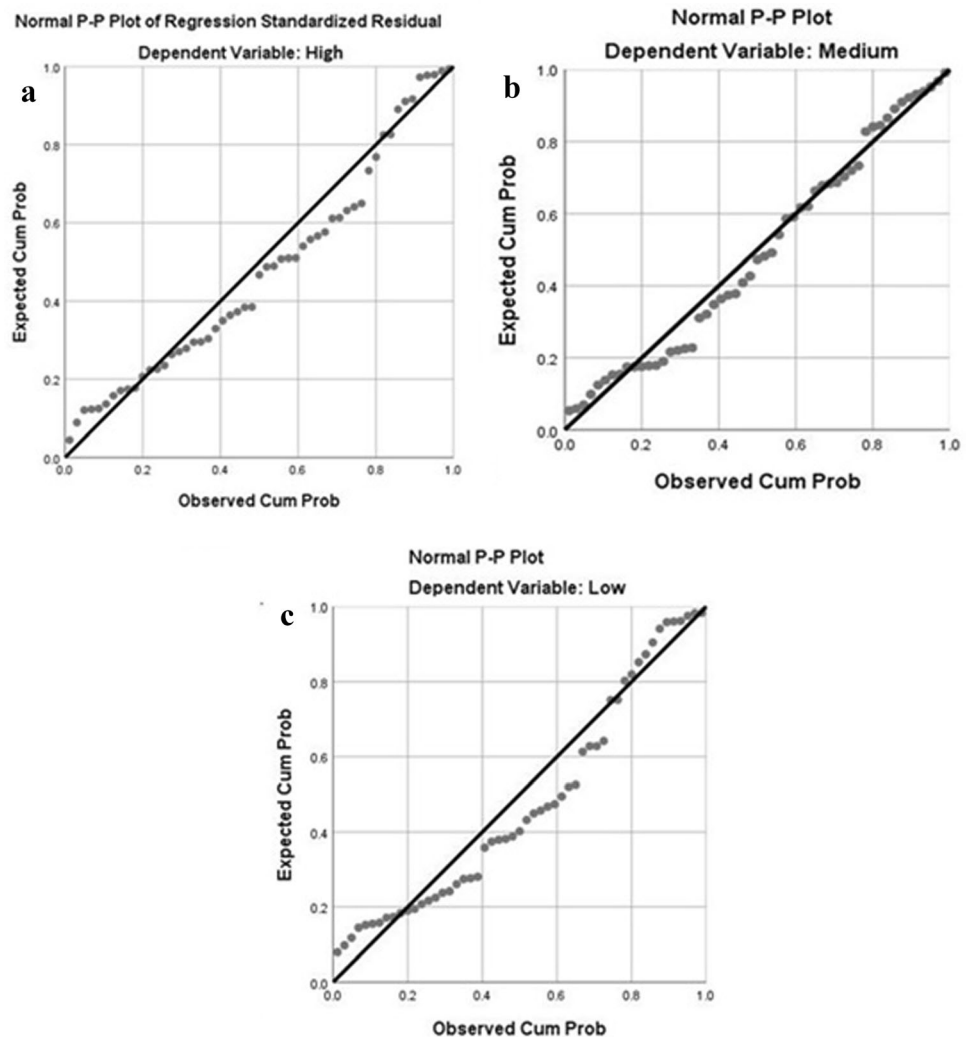 Normal P-P Plot of Regression Standardized Residual
Dependent Variable: High
a
1.0
0.8
0.6
0.4
0.2
0.0
Expected Cum Prob
0.0 0.2 0.4 0.6 0.8 1.0
Observed Cum Prob
Normal P-P Plot
Dependent Variable: Medium
b
1.0
0.8
0.6
0.4
0.2
0.0
Expected Cum Prob
0.0 0.2 0.4 0.6 0.8 1.0
Observed Cum Prob
Normal P-P Plot
Dependent Variable: Low
c
1.0
0.8
0.6
0.4
0.2
0.0
Expected Cum Prob
0.0 0.2 0.4 0.6 0.8 1.0
Observed Cum Prob